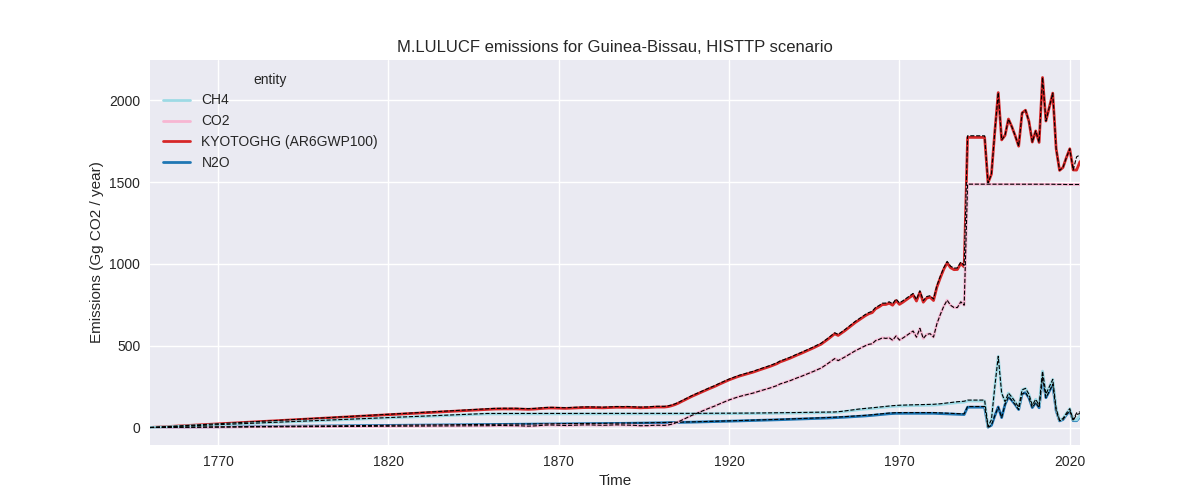 M.LULUCF emissions for Guinea-Bissau, HISTTP scenario
entity
CH4
CO2
KYOTOGHG (AR6GWP100)
N2O
Emissions (Gg CO2 / year)
2000
1500
1000
500
0
1770
1820
1870
1920
1970
2020
Time